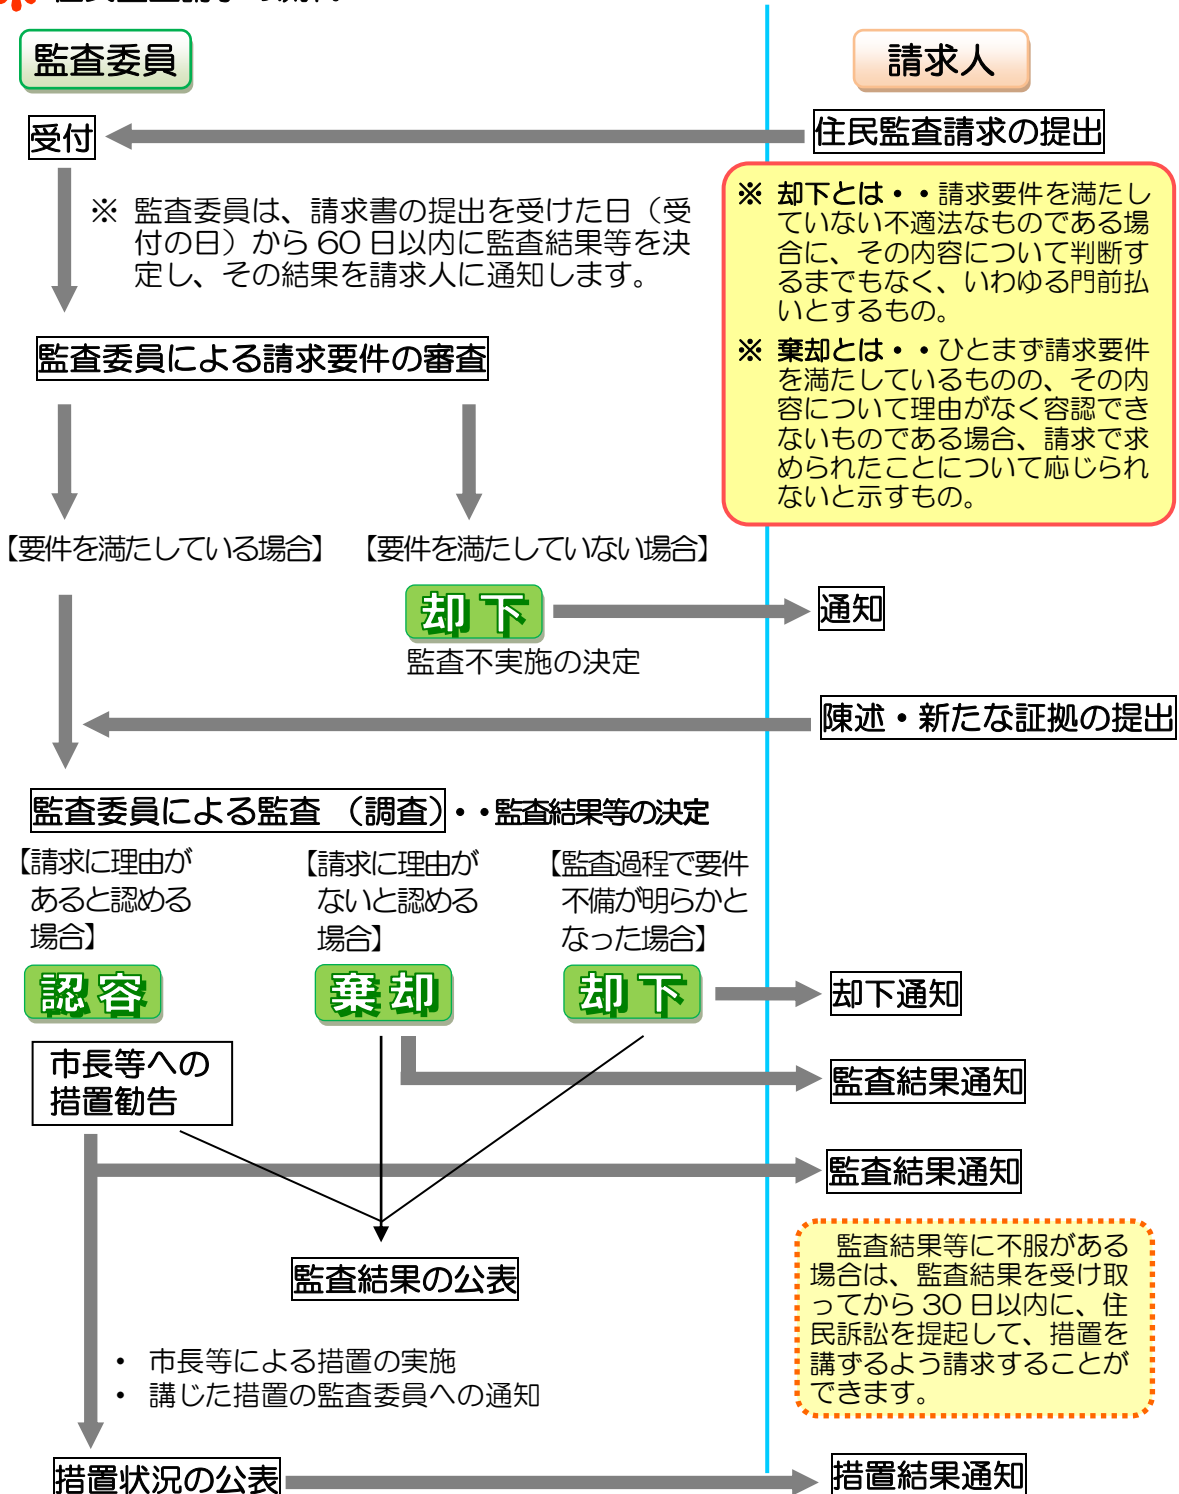 監査委員
請求人
受付
住民監査請求の提出
※ 監査委員は、請求書の提出を受けた日（受
付の日）から 60 日以内に監査結果等を決
定し、その結果を請求人に通知します。
※ 却下とは・・請求要件を満たし
ていない不適法なものである場
合に、その内容について判断す
るまでもなく、いわゆる門前払
いとするもの。
※ 棄却とは・・ひとまず請求要件
を満たしているものの、その内
容について理由がなく容認でき
ないものである場合、請求で求
められたことについて応じられ
ないと示すもの。
監査委員による請求要件の審査
【要件を満たしている場合】
【要件を満たしていない場合】
却下
通知
監査不実施の決定
陳述・新たな証拠の提出
監査委員による監査 （調査）・・監査結果等の決定
【請求に理由が
あると認める
場合】
【請求に理由が
ないと認める
場合】
【監査過程で要件
不備が明らかと
なった場合】
認容
棄却
却下
却下通知
市長等への
措置勧告
監査結果通知
監査結果通知
監査結果の公表
監査結果等に不服がある
場合は、監査結果を受け取
ってから 30 日以内に、住
民訴訟を提起して、措置を
講ずるよう請求することが
できます。
・ 市長等による措置の実施
・ 講じた措置の監査委員への通知
措置状況の公表
措置結果通知